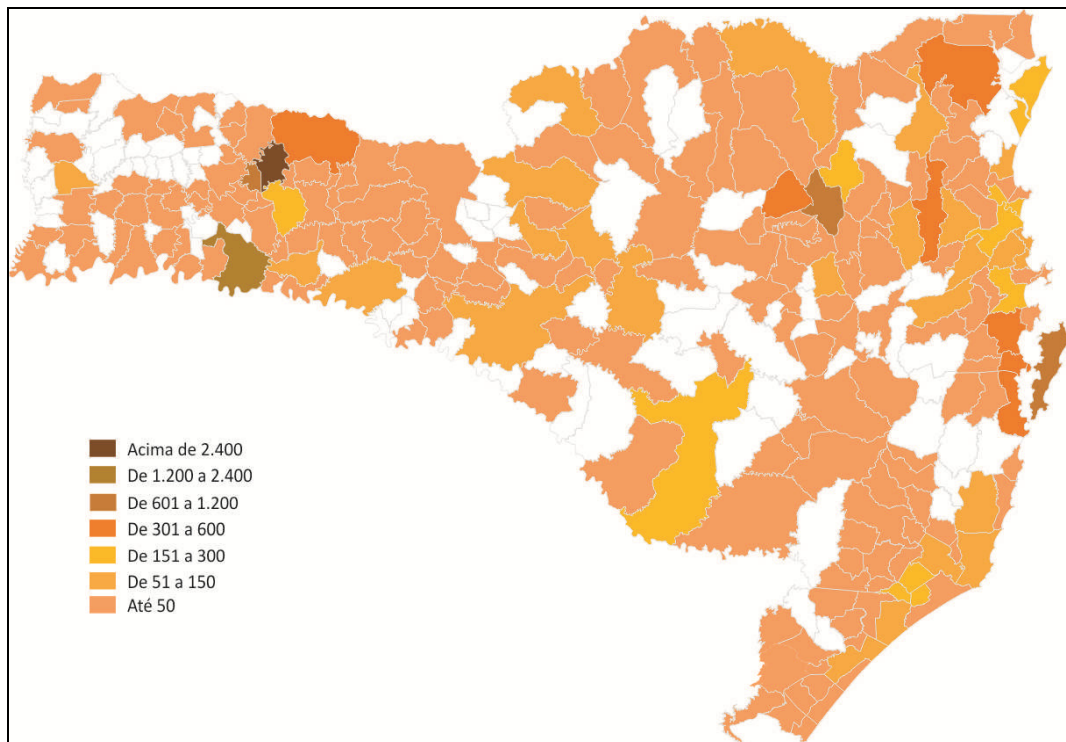 Acima de 2.400
De 1.200 a 2.400
De 601 a 1.200
De 301 a 600
De 151 a 300
De 51 a 150
Até 50